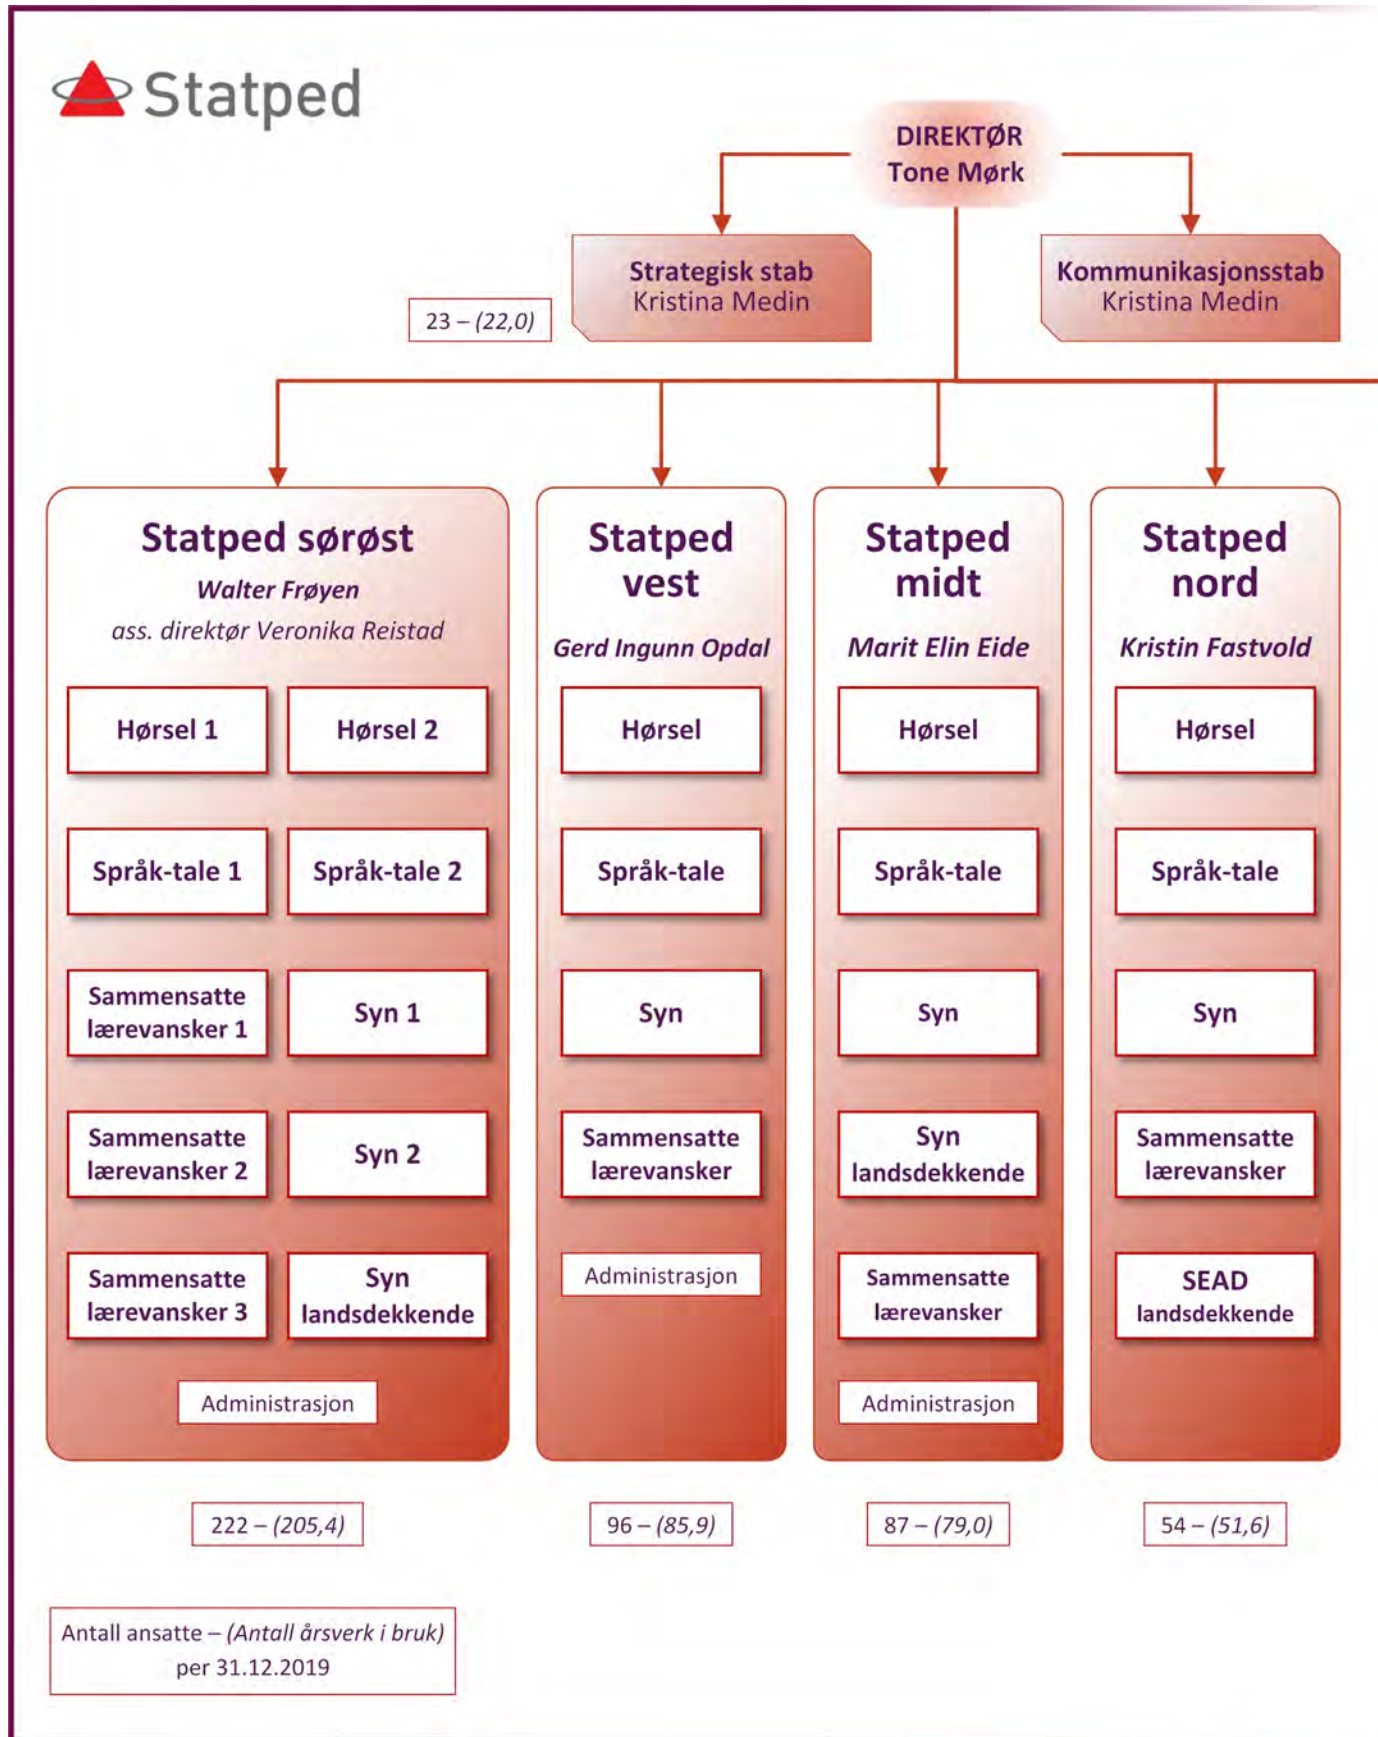 Statped
DIREKTØR
Tone Mørk
Strategisk stab
Kristina Medin
Kommunikasjonsstab
Kristina Medin
23 – (22,0)
Statped sørøst
Walter Frøyen
ass. direktør Veronika Reistad
Hørsel 1
Hørsel 2
Språk-tale 1
Språk-tale 2
Sammensatte
lærevansker 1
Syn 1
Sammensatte
lærevansker 2
Syn 2
Sammensatte
lærevansker 3
Syn
landsdekkende
Administrasjon
222 – (205,4)
Statped
vest
Gerd Ingunn Opdal
Hørsel
Språk-tale
Syn
Sammensatte
lærevansker
Administrasjon
96 – (85,9)
Statped
midt
Marit Elin Eide
Hørsel
Språk-tale
Syn
Syn
landsdekkende
Sammensatte
lærevansker
Administrasjon
87 – (79,0)
Statped
nord
Kristin Fastvold
Hørsel
Språk-tale
Syn
Sammensatte
lærevansker
SEAD
landsdekkende
54 – (51,6)
Antall ansatte – (Antall årsverk i bruk)
per 31.12.2019